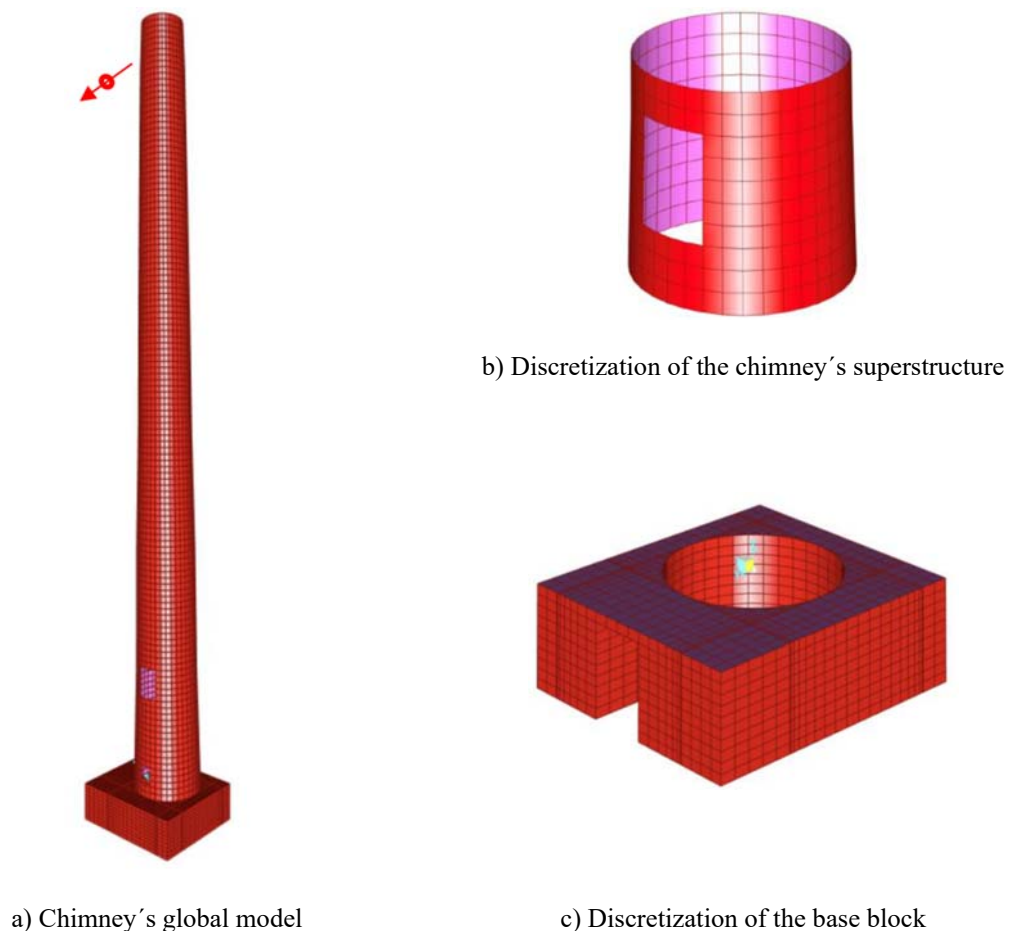 b) Discretization of the chimney´s superstructure
a) Chimney´s global model
c) Discretization of the base block